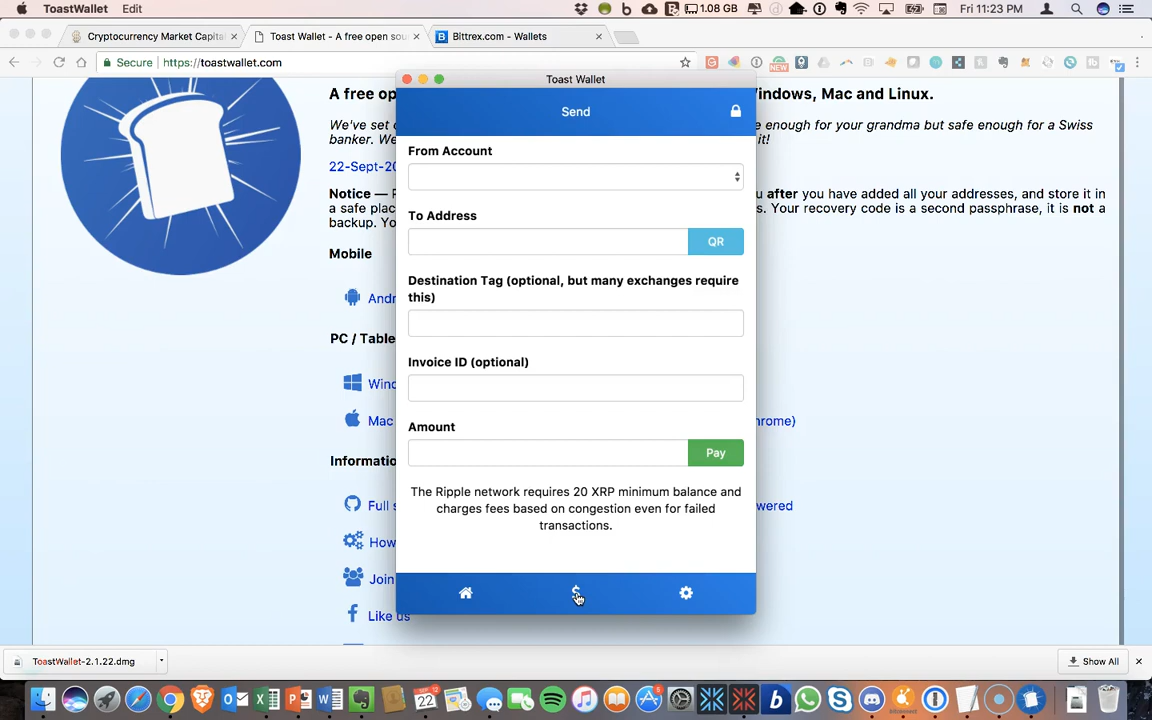 ToastWallet Edit
1.08 GB
Fri 11:23 PM
Cryptocurrency Market Capita
Toast Wallet - A free open sou
Bittrex.com - Wallets
Secure https://toastwallet.com
NEW
Toast Wallet
A free op
indows, Mac and Linux.
Send
We've set
e enough for your grandma but safe enough for a Swiss
banker. We
it!
From Account
22-Sept-20
Notice —
u after you have added all your addresses, and store it in
a safe plac
s. Your recovery code is a second passphrase, it is not a
backup. Yo
To Address
QR
Mobile
Destination Tag (optional, but many exchanges require
this)
Andr
PC / Table
Invoice ID (optional)
Wind
Mac
hrome)
Amount
Pay
Informatio
The Ripple network requires 20 XRP minimum balance and
charges fees based on congestion even for failed
transactions.
Full s
wered
How
Join
Like us
ToastWallet-2.1.22.dmg
Show All
22